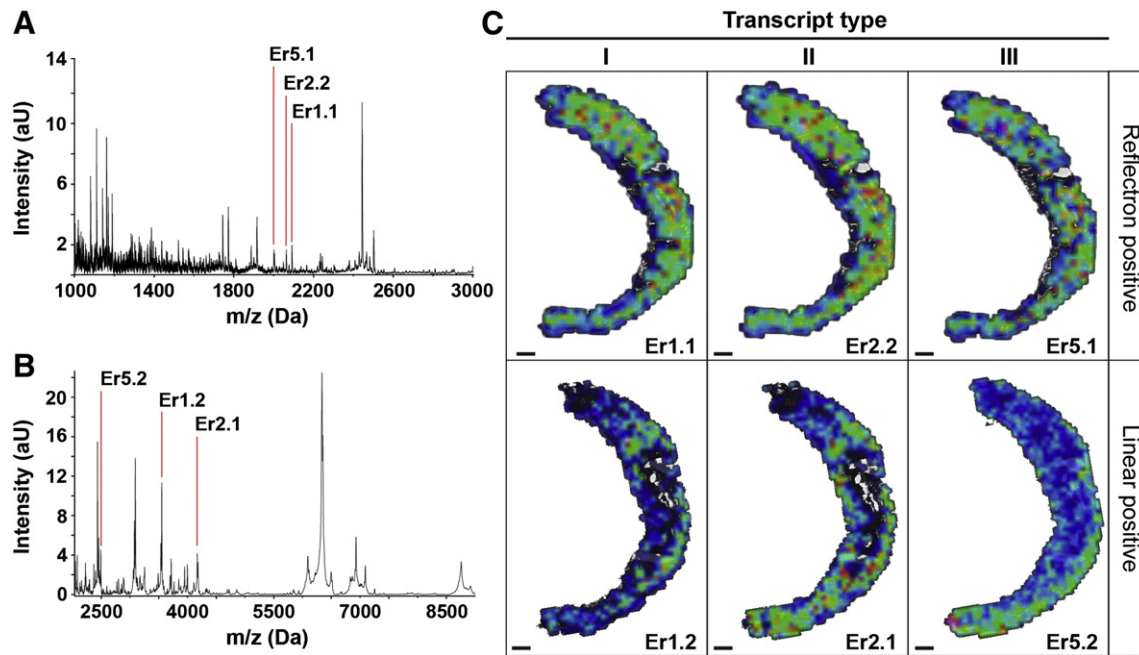 A
14
10
6
2
Intensity (aU)
Er5.1
Er2.2
Er1.1
1000
1400
1800
2200
2600
3000
m/z (Da)
B
20
16
12
8
4
0
Intensity (aU)
Er5.2
Er1.2
Er2.1
2500
4000
5500
7000
8500
m/z (Da)
C
Transcript type
I II III
Er1.1 Er2.2 Er5.1
Reflectron positive
Er1.2 Er2.1 Er5.2
Linear positive